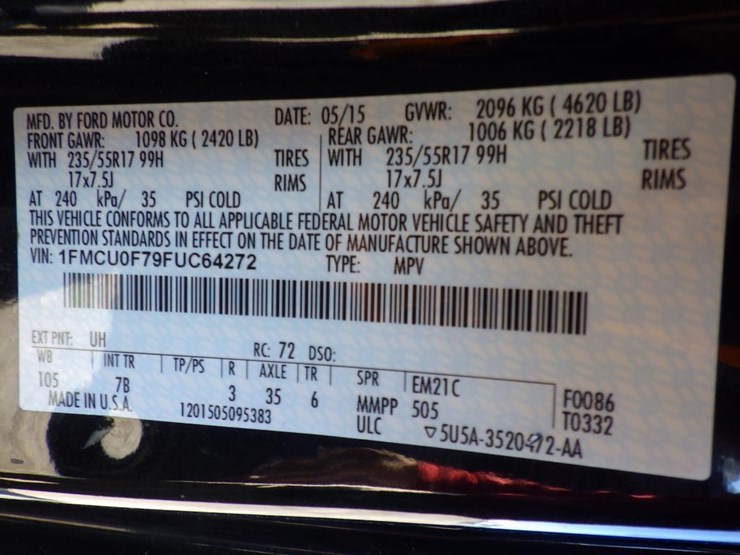 MFD. BY FORD MOTOR CO. DATE: 05/15 GVWR: 2096 KG ( 4620 LB)
FRONT GAWR: 1098 KG ( 2420 LB) REAR GAWR: 1006 KG ( 2218 LB)
WITH 235/55R17 99H TIRES WITH 235/55R17 99H TIRES
17x7.5J RIMS 17x7.5J RIMS
AT 240 kPa/ 35 PSI COLD AT 240 kPa/ 35 PSI COLD
THIS VEHICLE CONFORMS TO ALL APPLICABLE FEDERAL MOTOR VEHICLE SAFETY AND THEFT
PREVENTION STANDARDS IN EFFECT ON THE DATE OF MANUFACTURE SHOWN ABOVE.
VIN: 1FMCU0F79FUC64272 TYPE: MPV
EXT PNT: UH RC: 72 DSO:
WB INT TR TP/PS R AXLE TR SPR EM21C F0086
105 7B 3 35 6 MMPP 505 T0332
MADE IN U.S.A. 1201505095383 ULC ▽5U5A-3520472-AA